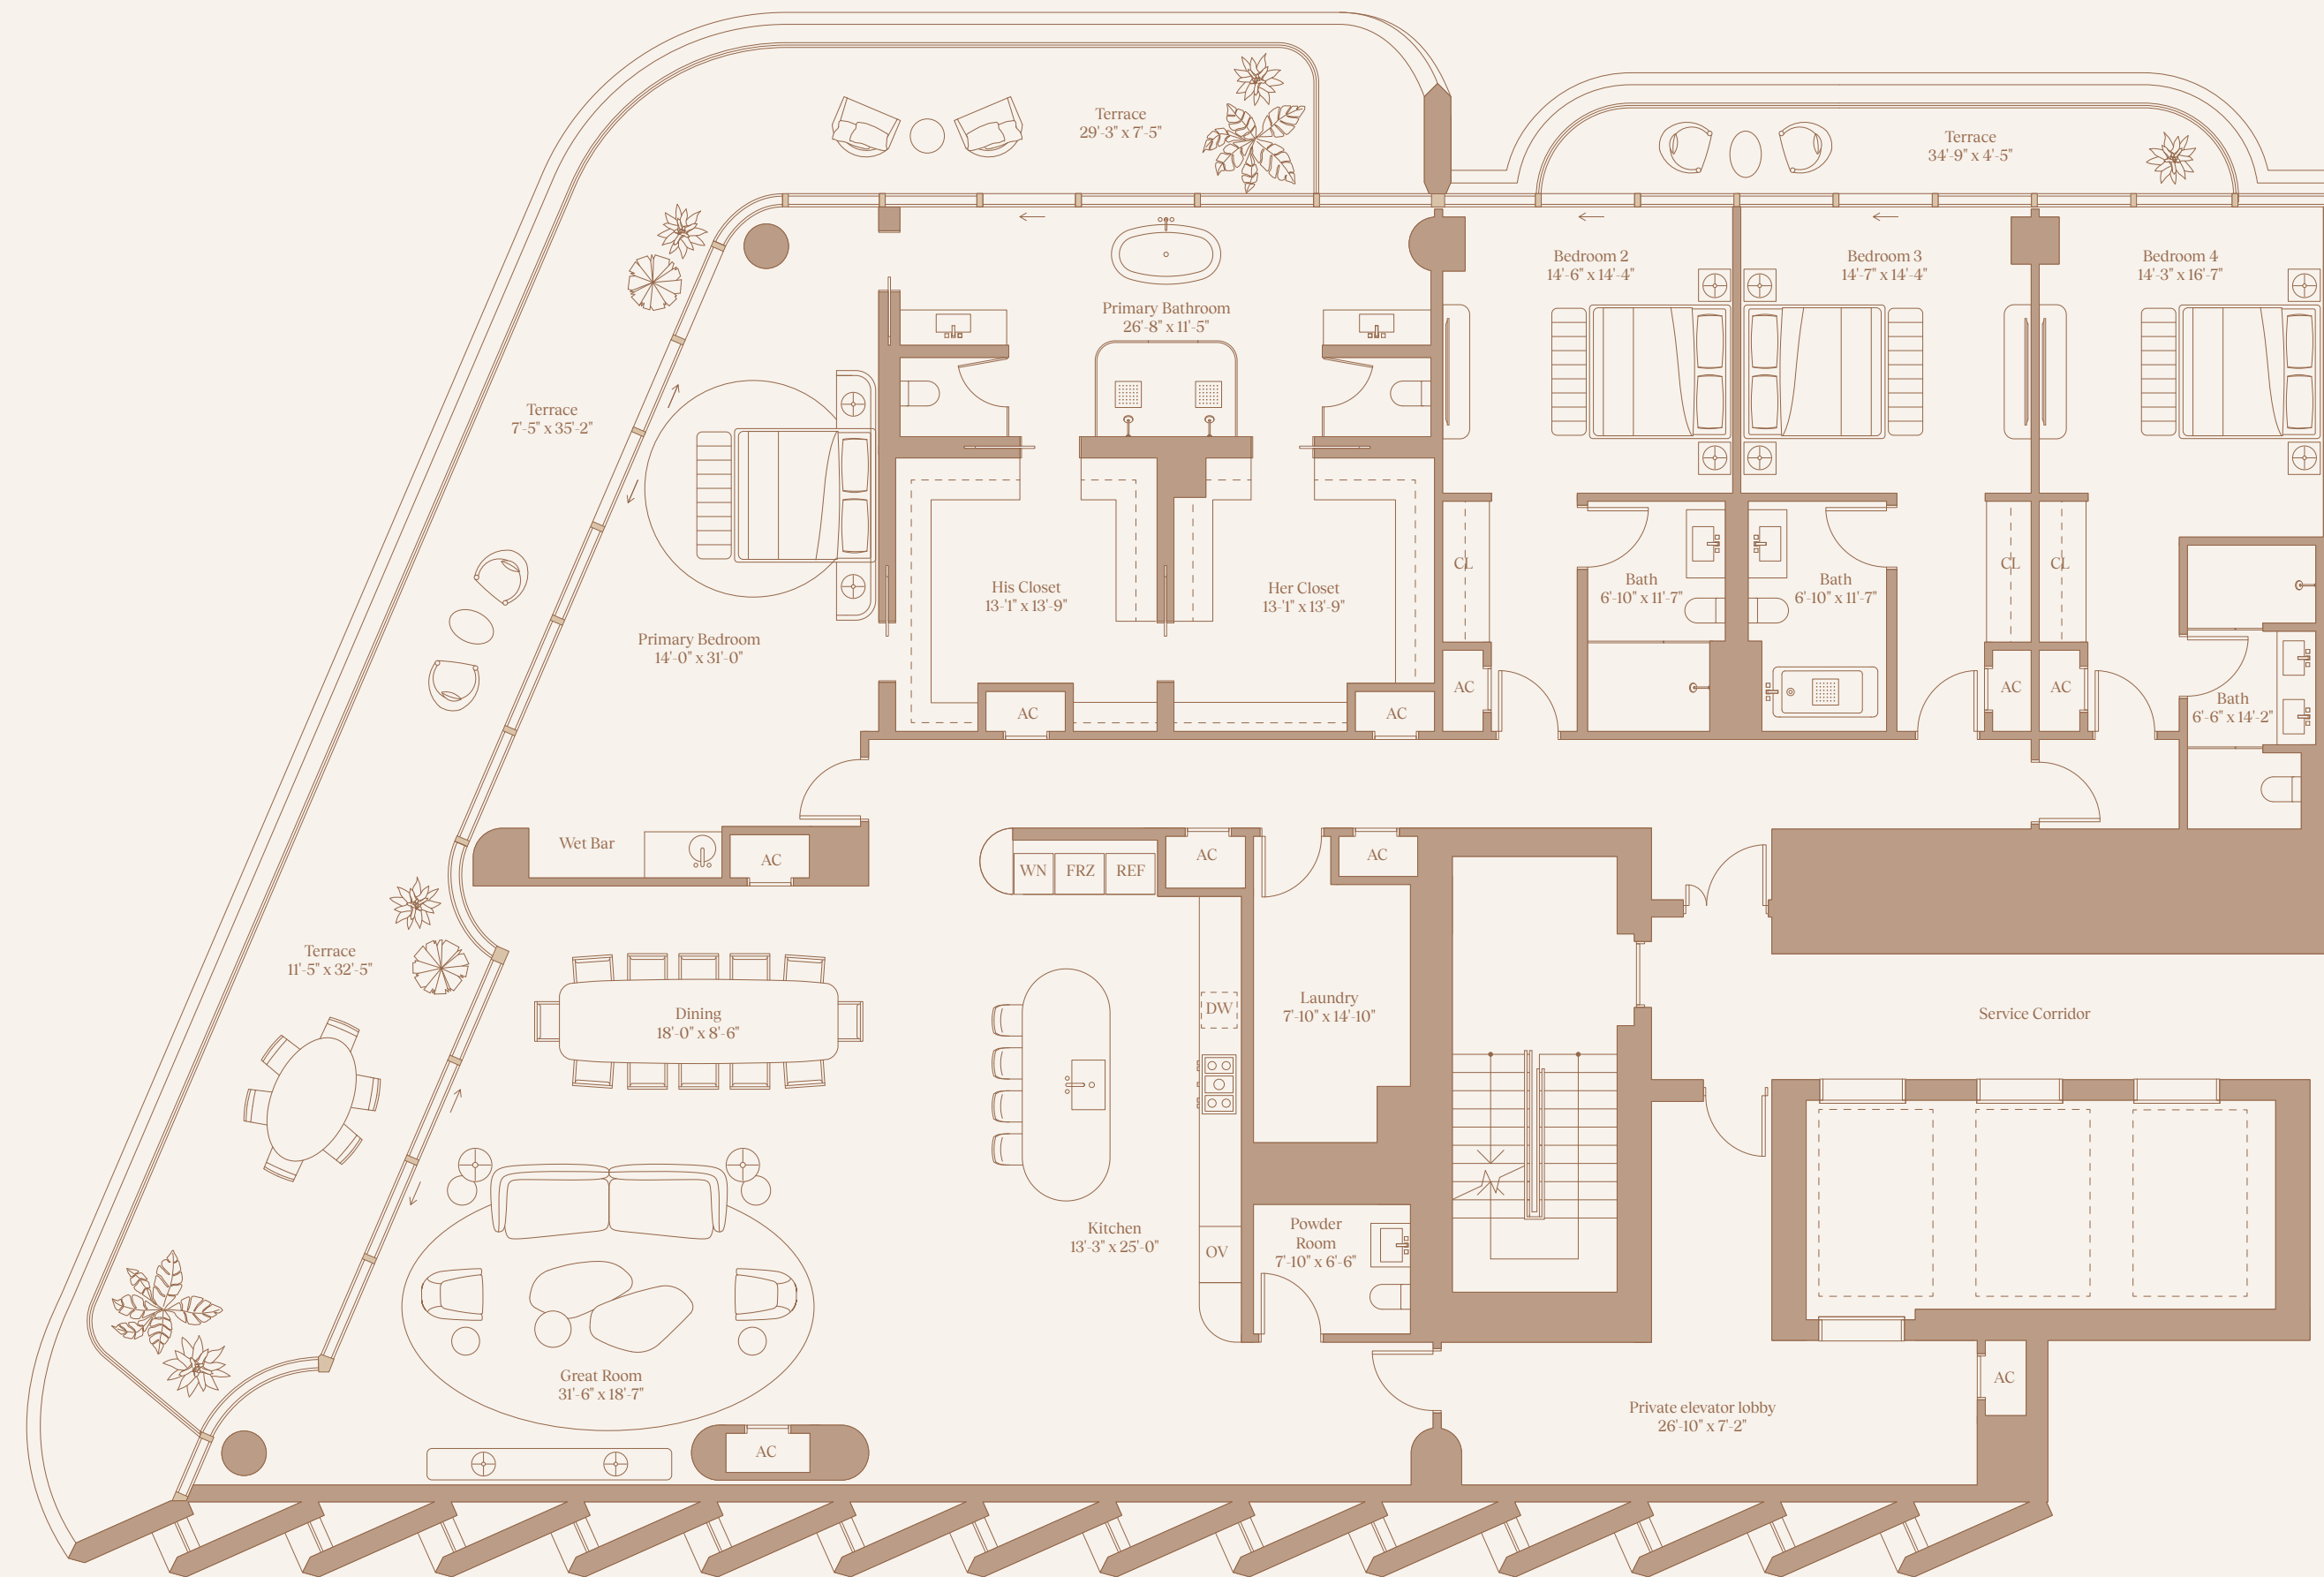 Terrace
29'-3" x 7'-5"
Terrace
34'-9" x 4'-5"
Bedroom 2
14'-6" x 14'-4"
Bedroom 3
14'-7" x 14'-4"
Bedroom 4
14'-3" x 16'-7"
Primary Bathroom
26'-8" x 11'-5"
Terrace
7'-5" x 35'-2"
CL
CL
CL
His Closet
13-'1" x 13'-9"
Her Closet
13-'1" x 13'-9"
Bath
6'-10" x 11'-7"
Bath
6'-10" x 11'-7"
Primary Bedroom
14'-0" x 31'-0"
AC
AC
AC
AC
AC
Bath
6'-6" x 14'-2"
Wet Bar
AC
WN
FRZ
REF
AC
AC
Terrace
11'-5" x 32'-5"
Dining
18'-0" x 8'-6"
DW
Laundry
7'-10" x 14'-10"
Service Corridor
Kitchen
13'-3" x 25'-0"
OV
Powder
Room
7'-10" x 6'-6"
Great Room
31'-6" x 18'-7"
AC
Private elevator lobby
26'-10" x 7'-2"
AC